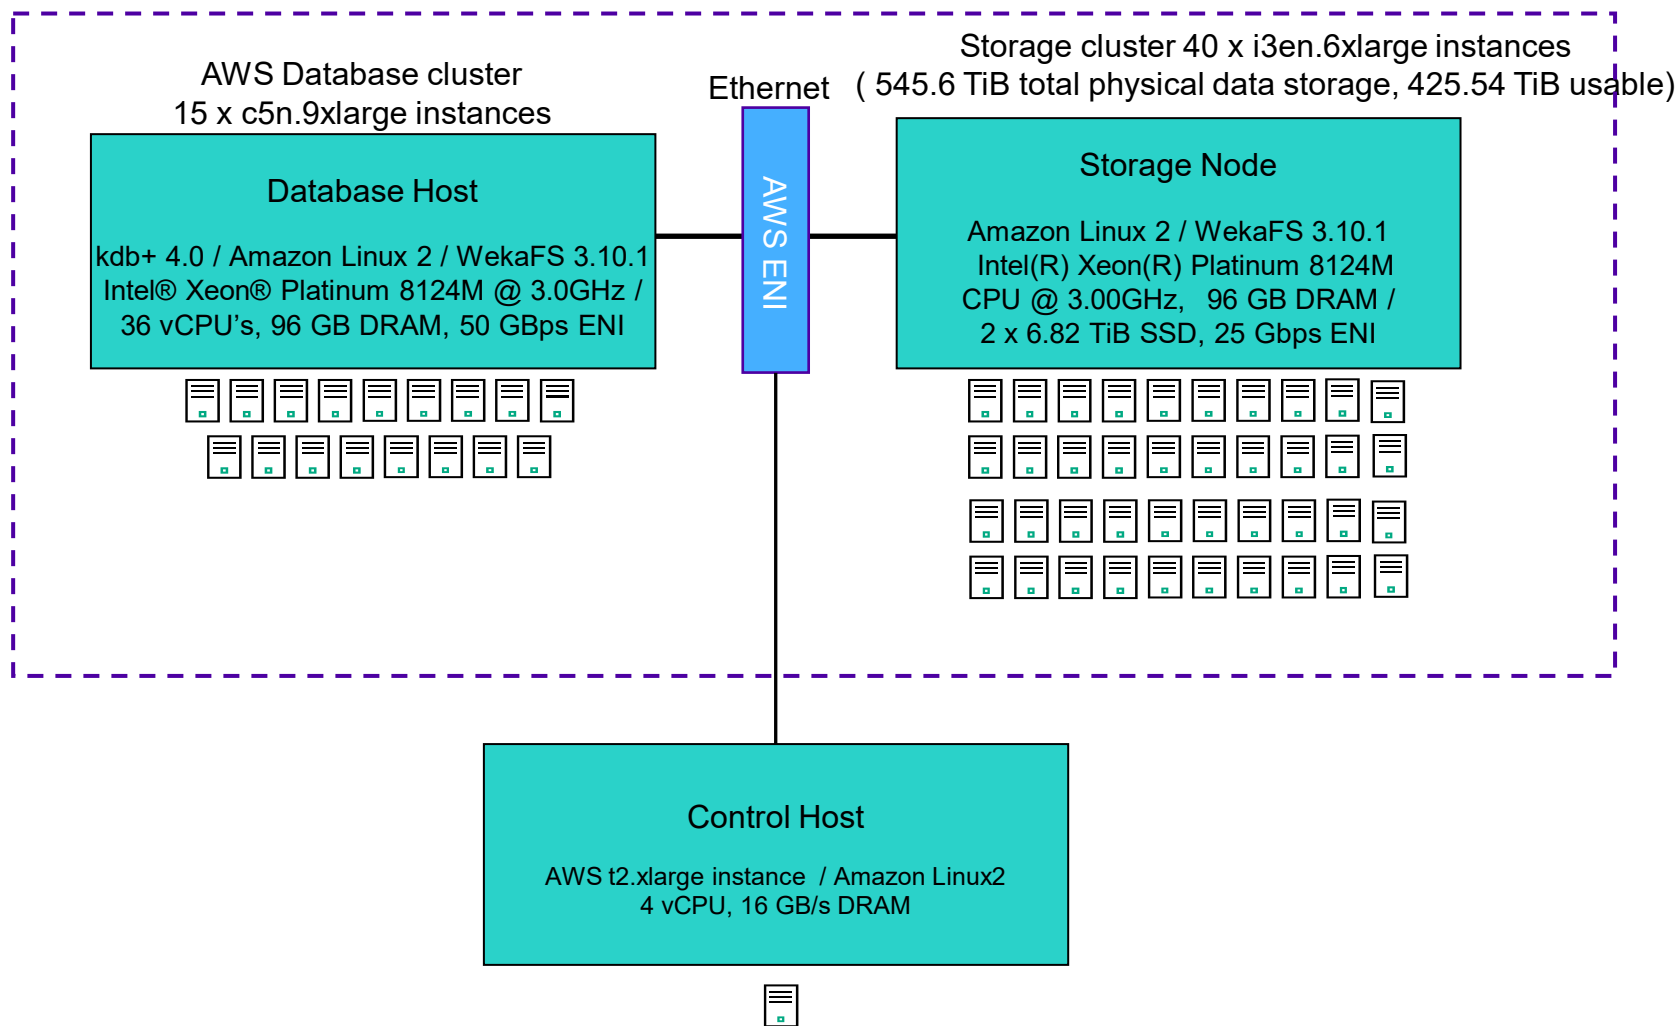 AWS Database cluster
15 x c5n.9xlarge instances
Ethernet
Storage cluster 40 x i3en.6xlarge instances
( 545.6 TiB total physical data storage, 425.54 TiB usable)
Database Host
kdb+ 4.0 / Amazon Linux 2 / WekaFS 3.10.1
Intel® Xeon® Platinum 8124M @ 3.0GHz /
36 vCPU's, 96 GB DRAM, 50 GBps ENI
AWS ENI
Storage Node
Amazon Linux 2 / WekaFS 3.10.1
Intel(R) Xeon(R) Platinum 8124M
CPU @ 3.00GHz, 96 GB DRAM /
2 x 6.82 TiB SSD, 25 Gbps ENI
Control Host
AWS t2.xlarge instance / Amazon Linux2
4 vCPU, 16 GB/s DRAM